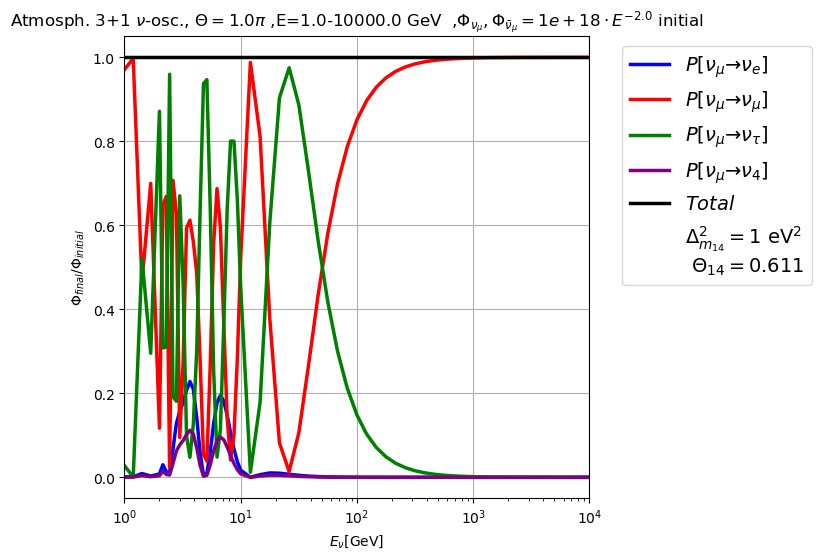 Atmosph. 3+1 ν-osc., Θ = 1.0π ,E=1.0-10000.0 GeV ,Φ_{ν_μ}, Φ_{ν̄_μ} = 1e + 18 · E^{−2.0} initial
1.0
0.8
0.6
0.4
0.2
0.0
Φ_{final}/Φ_{initial}
10^0
10^1
10^2
10^3
10^4
E_ν[GeV]
P[ν_μ→ν_e]
P[ν_μ→ν_μ]
P[ν_μ→ν_τ]
P[ν_μ→ν_4]
Total
Δ^2_{m_{14}} = 1 eV^2
Θ_{14} = 0.611